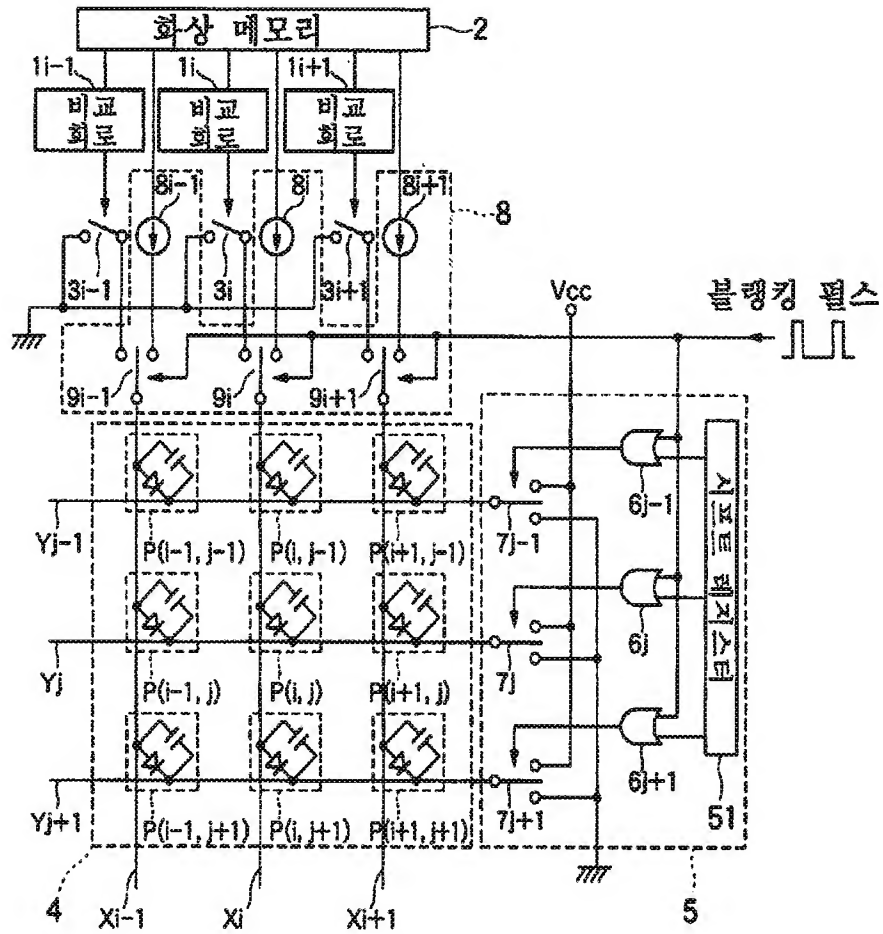 화상 메모리
2
1i-1
1i
1i+1
비교
회로
비교
회로
비교
회로
8i-1
8i
8i+1
8
3i-1
3i
3i+1
Vcc
블랭킹 펄스
9i-1
9i
9i+1
6j-1
7j-1
Yj-1
P(i-1, j-1)
P(i, j-1)
P(i+1, j-1)
시프트 레지스터
6j
7j
Yj
P(i-1, j)
P(i, j)
P(i+1, j)
6j+1
7j+1
51
Yj+1
P(i-1, j+1)
P(i, j+1)
P(i+1, j+1)
4
Xi-1
Xi
Xi+1
5